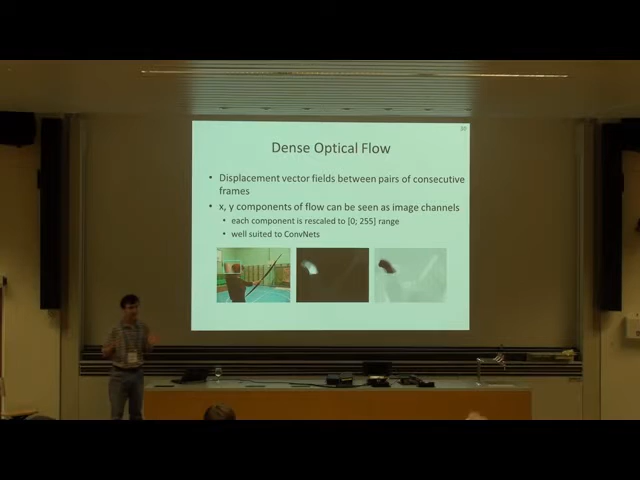 20
Dense Optical Flow
• Displacement vector fields between pairs of consecutive
frames
• x, y components of flow can be seen as image channels
• each component is rescaled to [0; 255] range
• well suited to ConvNets